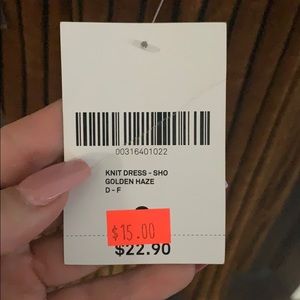 00316401022
KNIT DRESS - SHO
GOLDEN HAZE
D - F
$15.00
$22.90